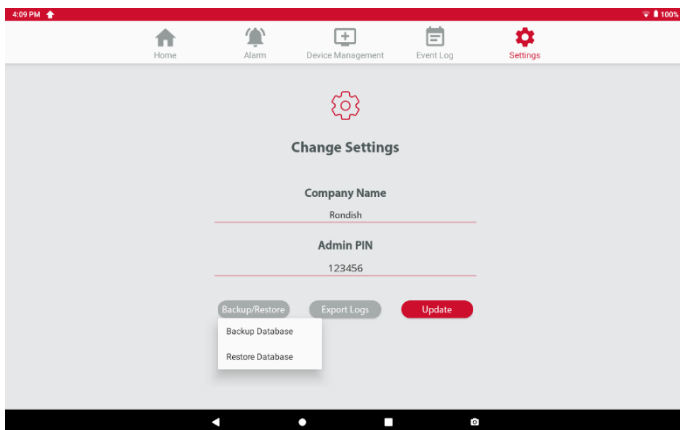 4:09 PM
100%
Home
Alarm
Device Management
Event Log
Settings
Change Settings
Company Name
Rondish
Admin PIN
123456
Backup/Restore
Export Logs
Update
Backup Database
Restore Database